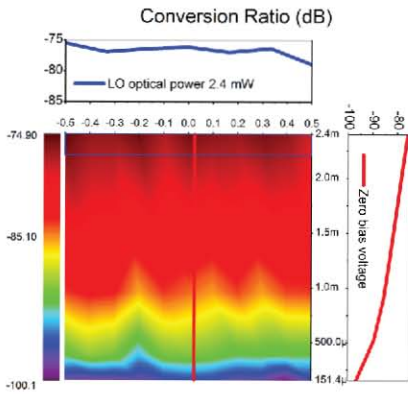 Conversion Ratio (dB)
-75
-80
-85
LO optical power 2.4 mW
-74.90
-85.10
-100.1
-0.5 -0.4 -0.3 -0.2 -0.1 0.0 0.1 0.2 0.3 0.4 0.5
2.4m
2.0m
1.5m
1.0m
500.0µ
151.4µ
-100 -90 -80
Zero bias voltage